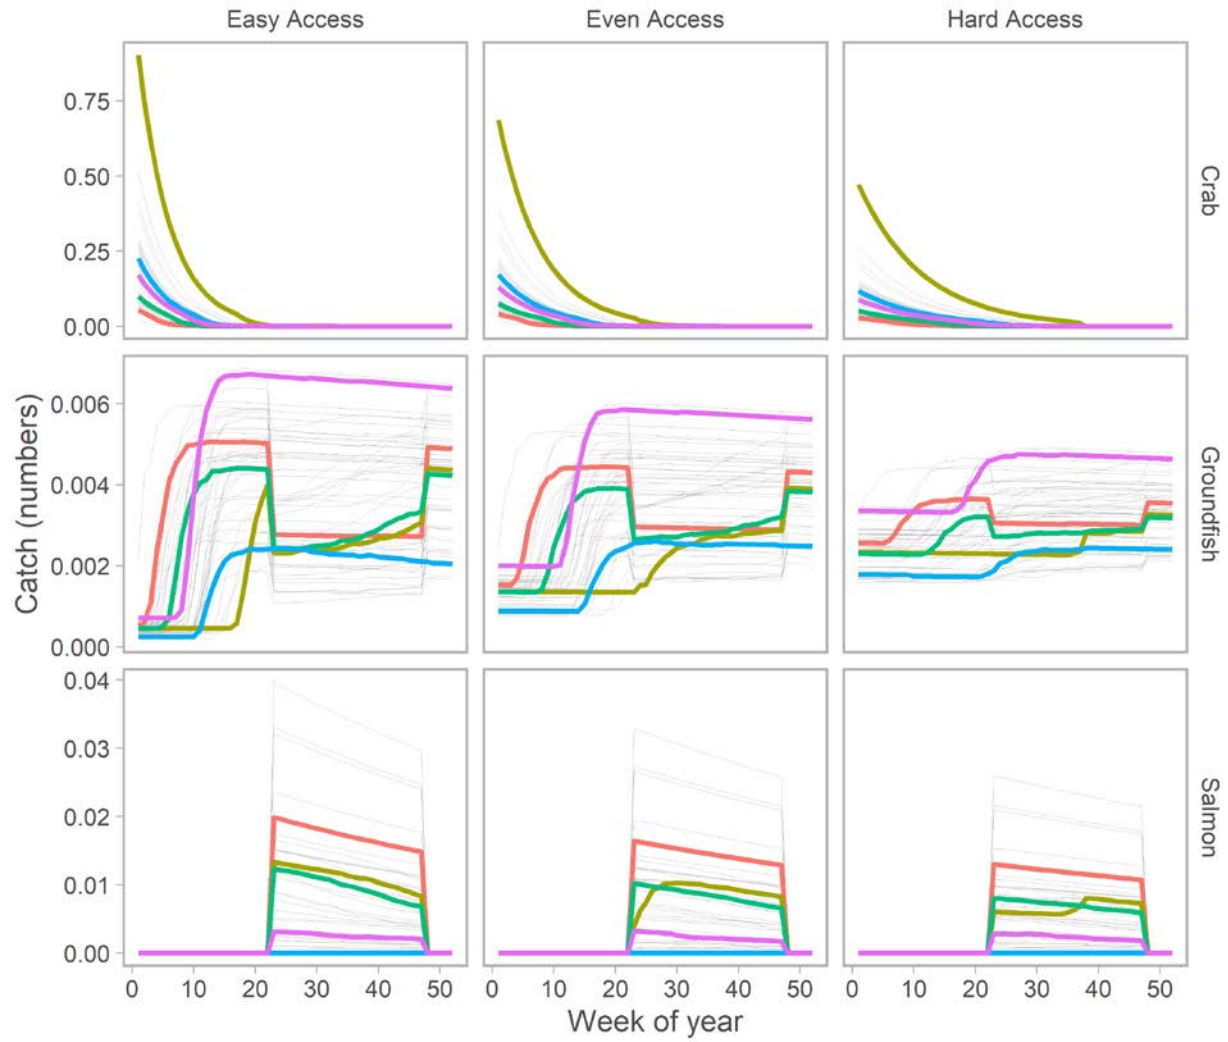 Easy Access Even Access Hard Access
0.75
0.50
0.25
0.00
Crab
0.006
0.004
0.002
0.000
Groundfish
Catch (numbers)
0.04
0.03
0.02
0.01
0.00
Salmon
0 10 20 30 40 50 0 10 20 30 40 50 0 10 20 30 40 50
Week of year